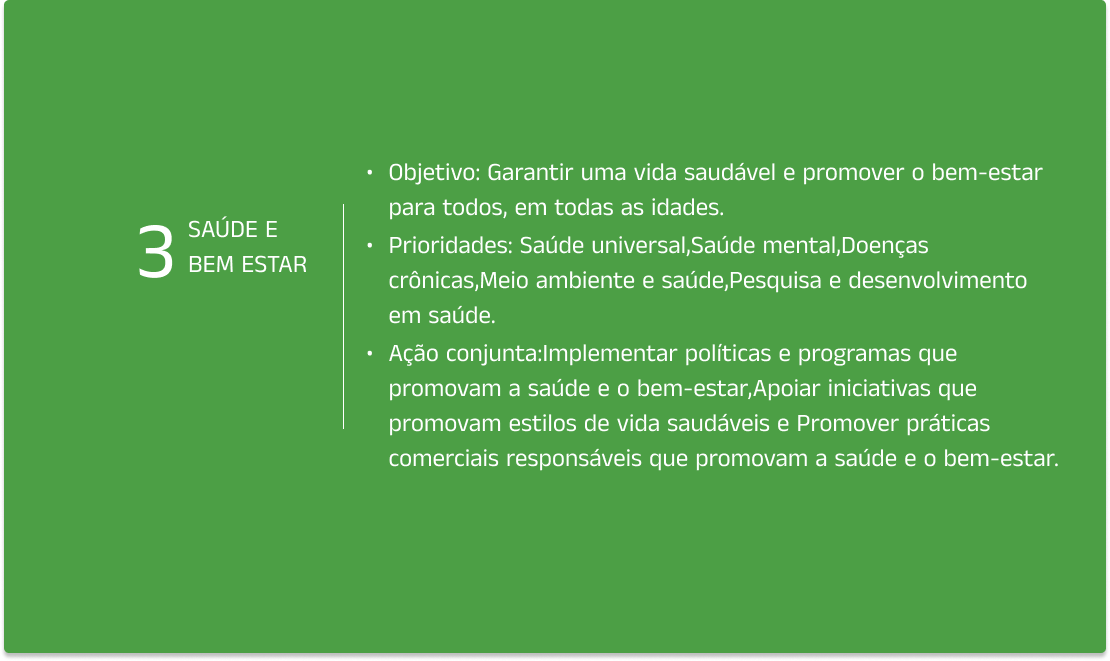 3
SAÚDE E
BEM ESTAR
• Objetivo: Garantir uma vida saudável e promover o bem-estar
para todos, em todas as idades.
• Prioridades: Saúde universal,Saúde mental,Doenças
crônicas,Meio ambiente e saúde,Pesquisa e desenvolvimento
em saúde.
• Ação conjunta:Implementar políticas e programas que
promovam a saúde e o bem-estar,Apoiar iniciativas que
promovam estilos de vida saudáveis e Promover práticas
comerciais responsáveis que promovam a saúde e o bem-estar.